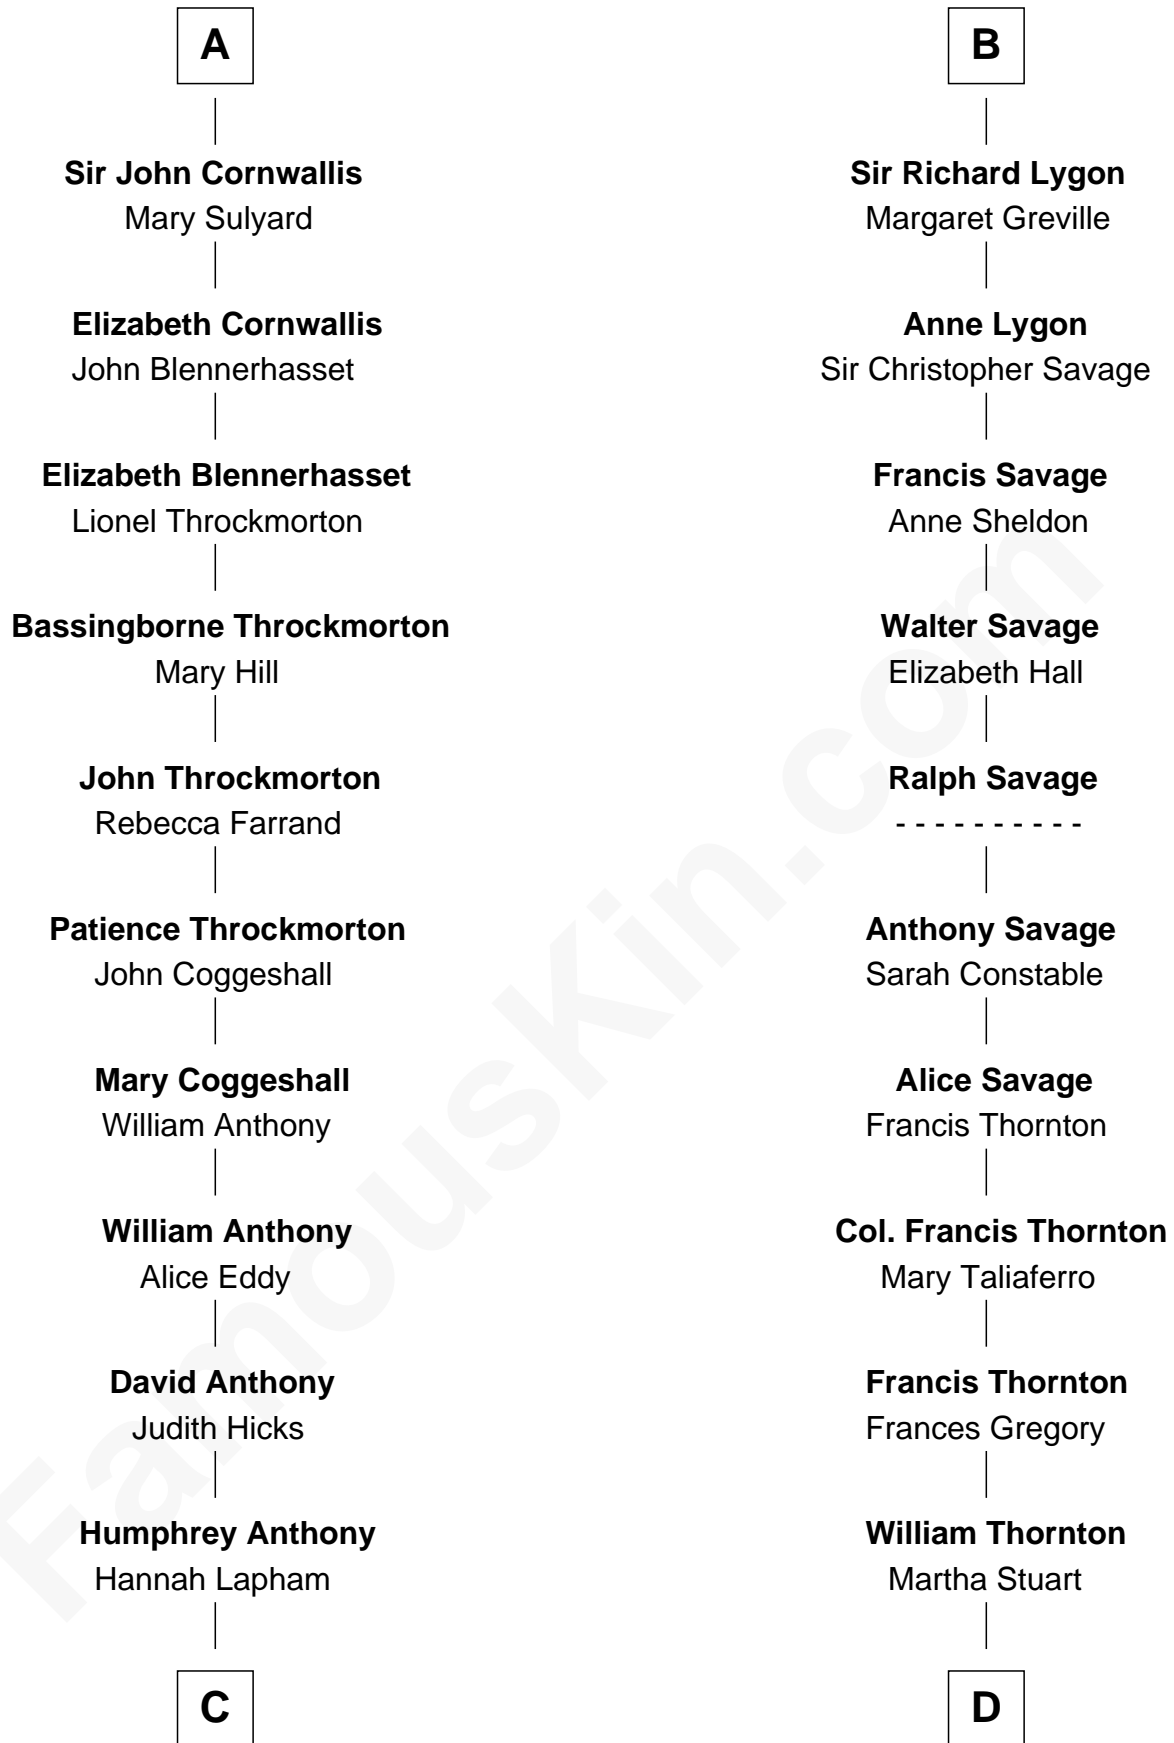 A
Sir John Cornwallis
Mary Sulyard
Elizabeth Cornwallis
John Blennerhasset
Elizabeth Blennerhasset
Lionel Throckmorton
Bassingborne Throckmorton
Mary Hill
John Throckmorton
Rebecca Farrand
Patience Throckmorton
John Coggeshall
Mary Coggeshall
William Anthony
William Anthony
Alice Eddy
David Anthony
Judith Hicks
Humphrey Anthony
Hannah Lapham
C
B
Sir Richard Lygon
Margaret Greville
Anne Lygon
Sir Christopher Savage
Francis Savage
Anne Sheldon
Walter Savage
Elizabeth Hall
Ralph Savage
- - - - - - - - - -
Anthony Savage
Sarah Constable
Alice Savage
Francis Thornton
Col. Francis Thornton
Mary Taliaferro
Francis Thornton
Frances Gregory
William Thornton
Martha Stuart
D
FamousKin.com